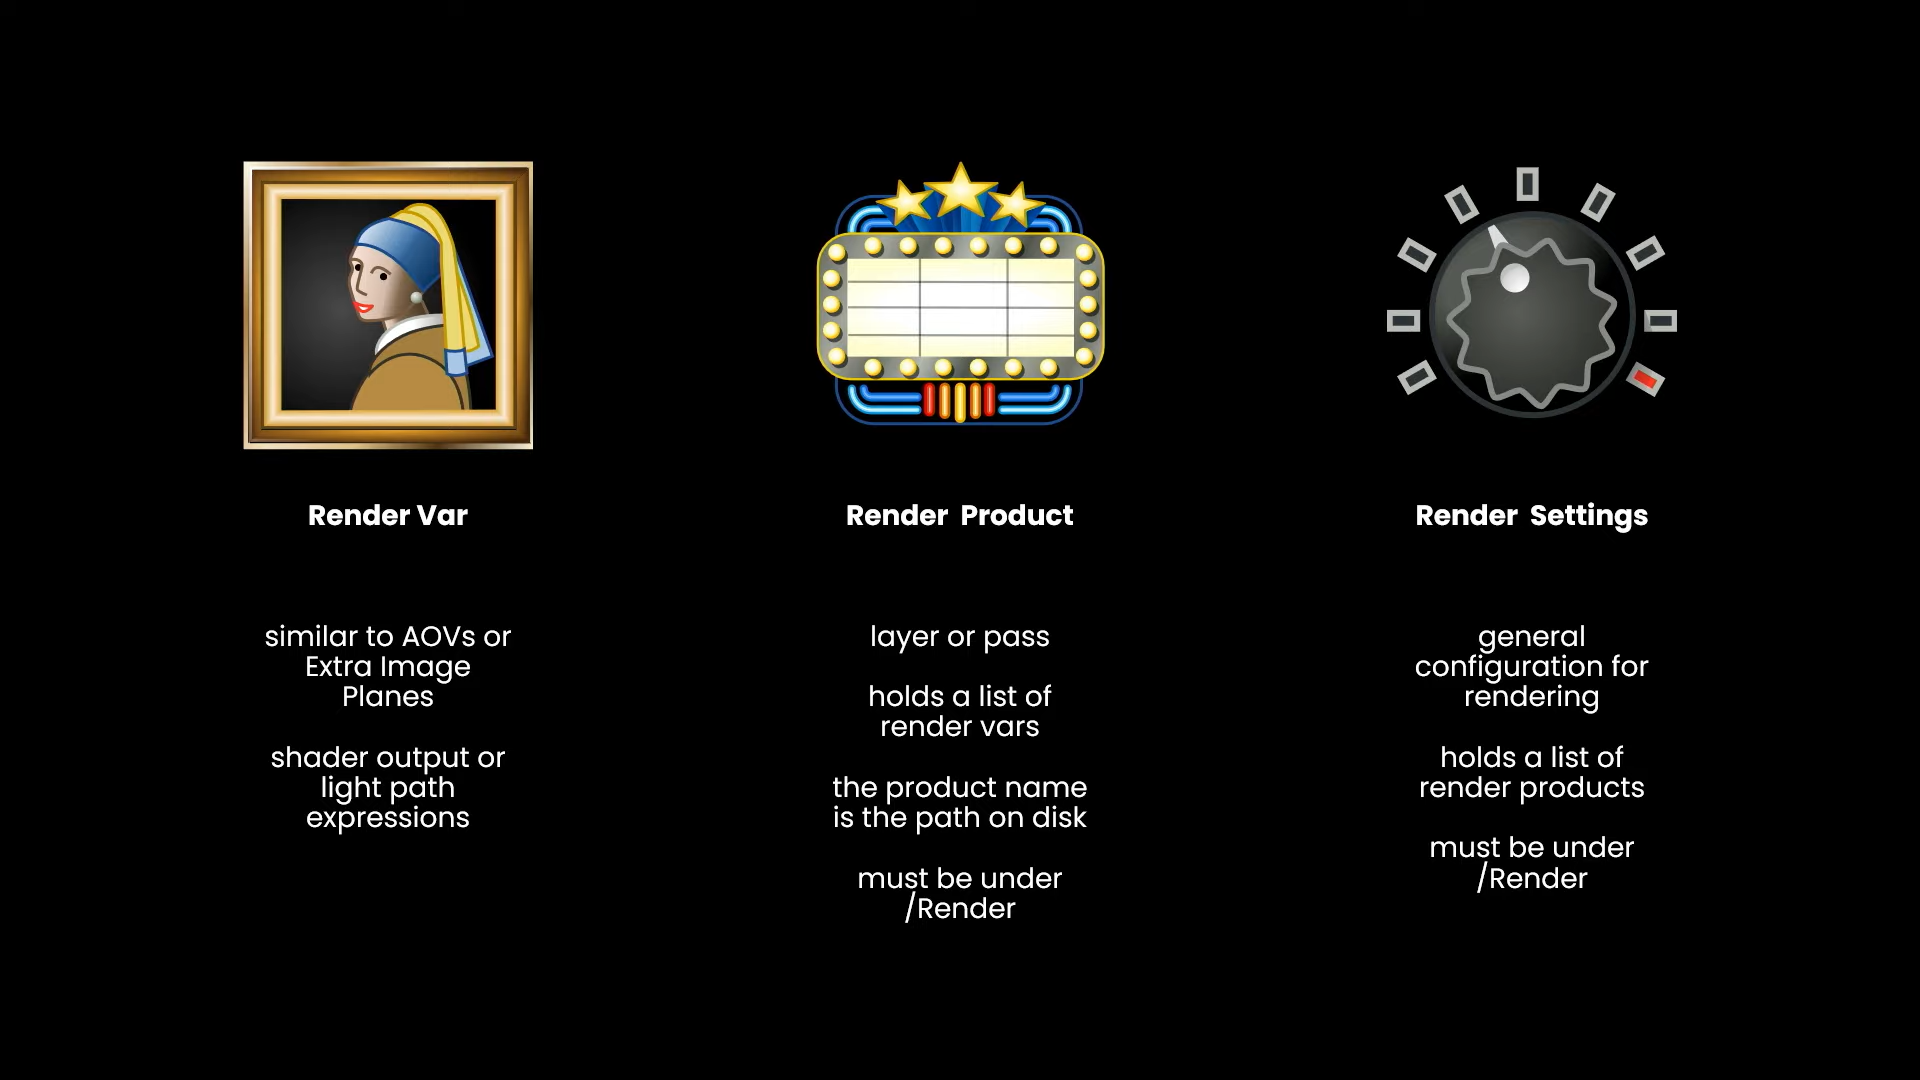 Render Var
similar to AOVs or
Extra Image
Planes
shader output or
light path
expressions
Render Product
layer or pass
holds a list of
render vars
the product name
is the path on disk
must be under
/Render
Render Settings
general
configuration for
rendering
holds a list of
render products
must be under
/Render